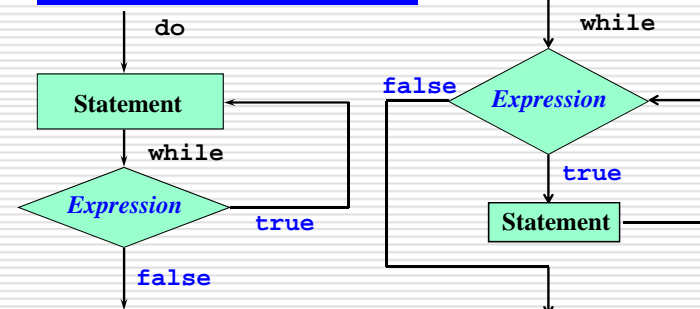 do
Statement
while
Expression
true
false
while
false
Expression
true
Statement